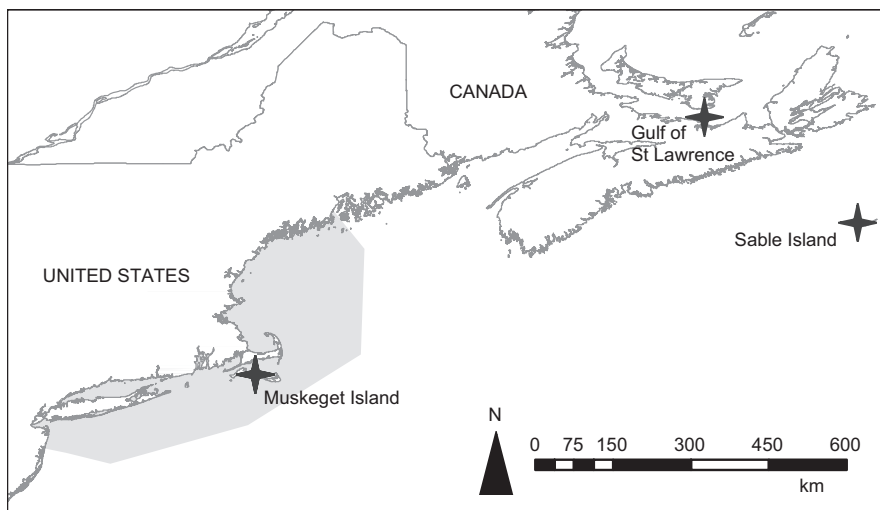 CANADA
Gulf of
St Lawrence
Sable Island
UNITED STATES
Muskeget Island
N
0 75 150 300 450 600
km